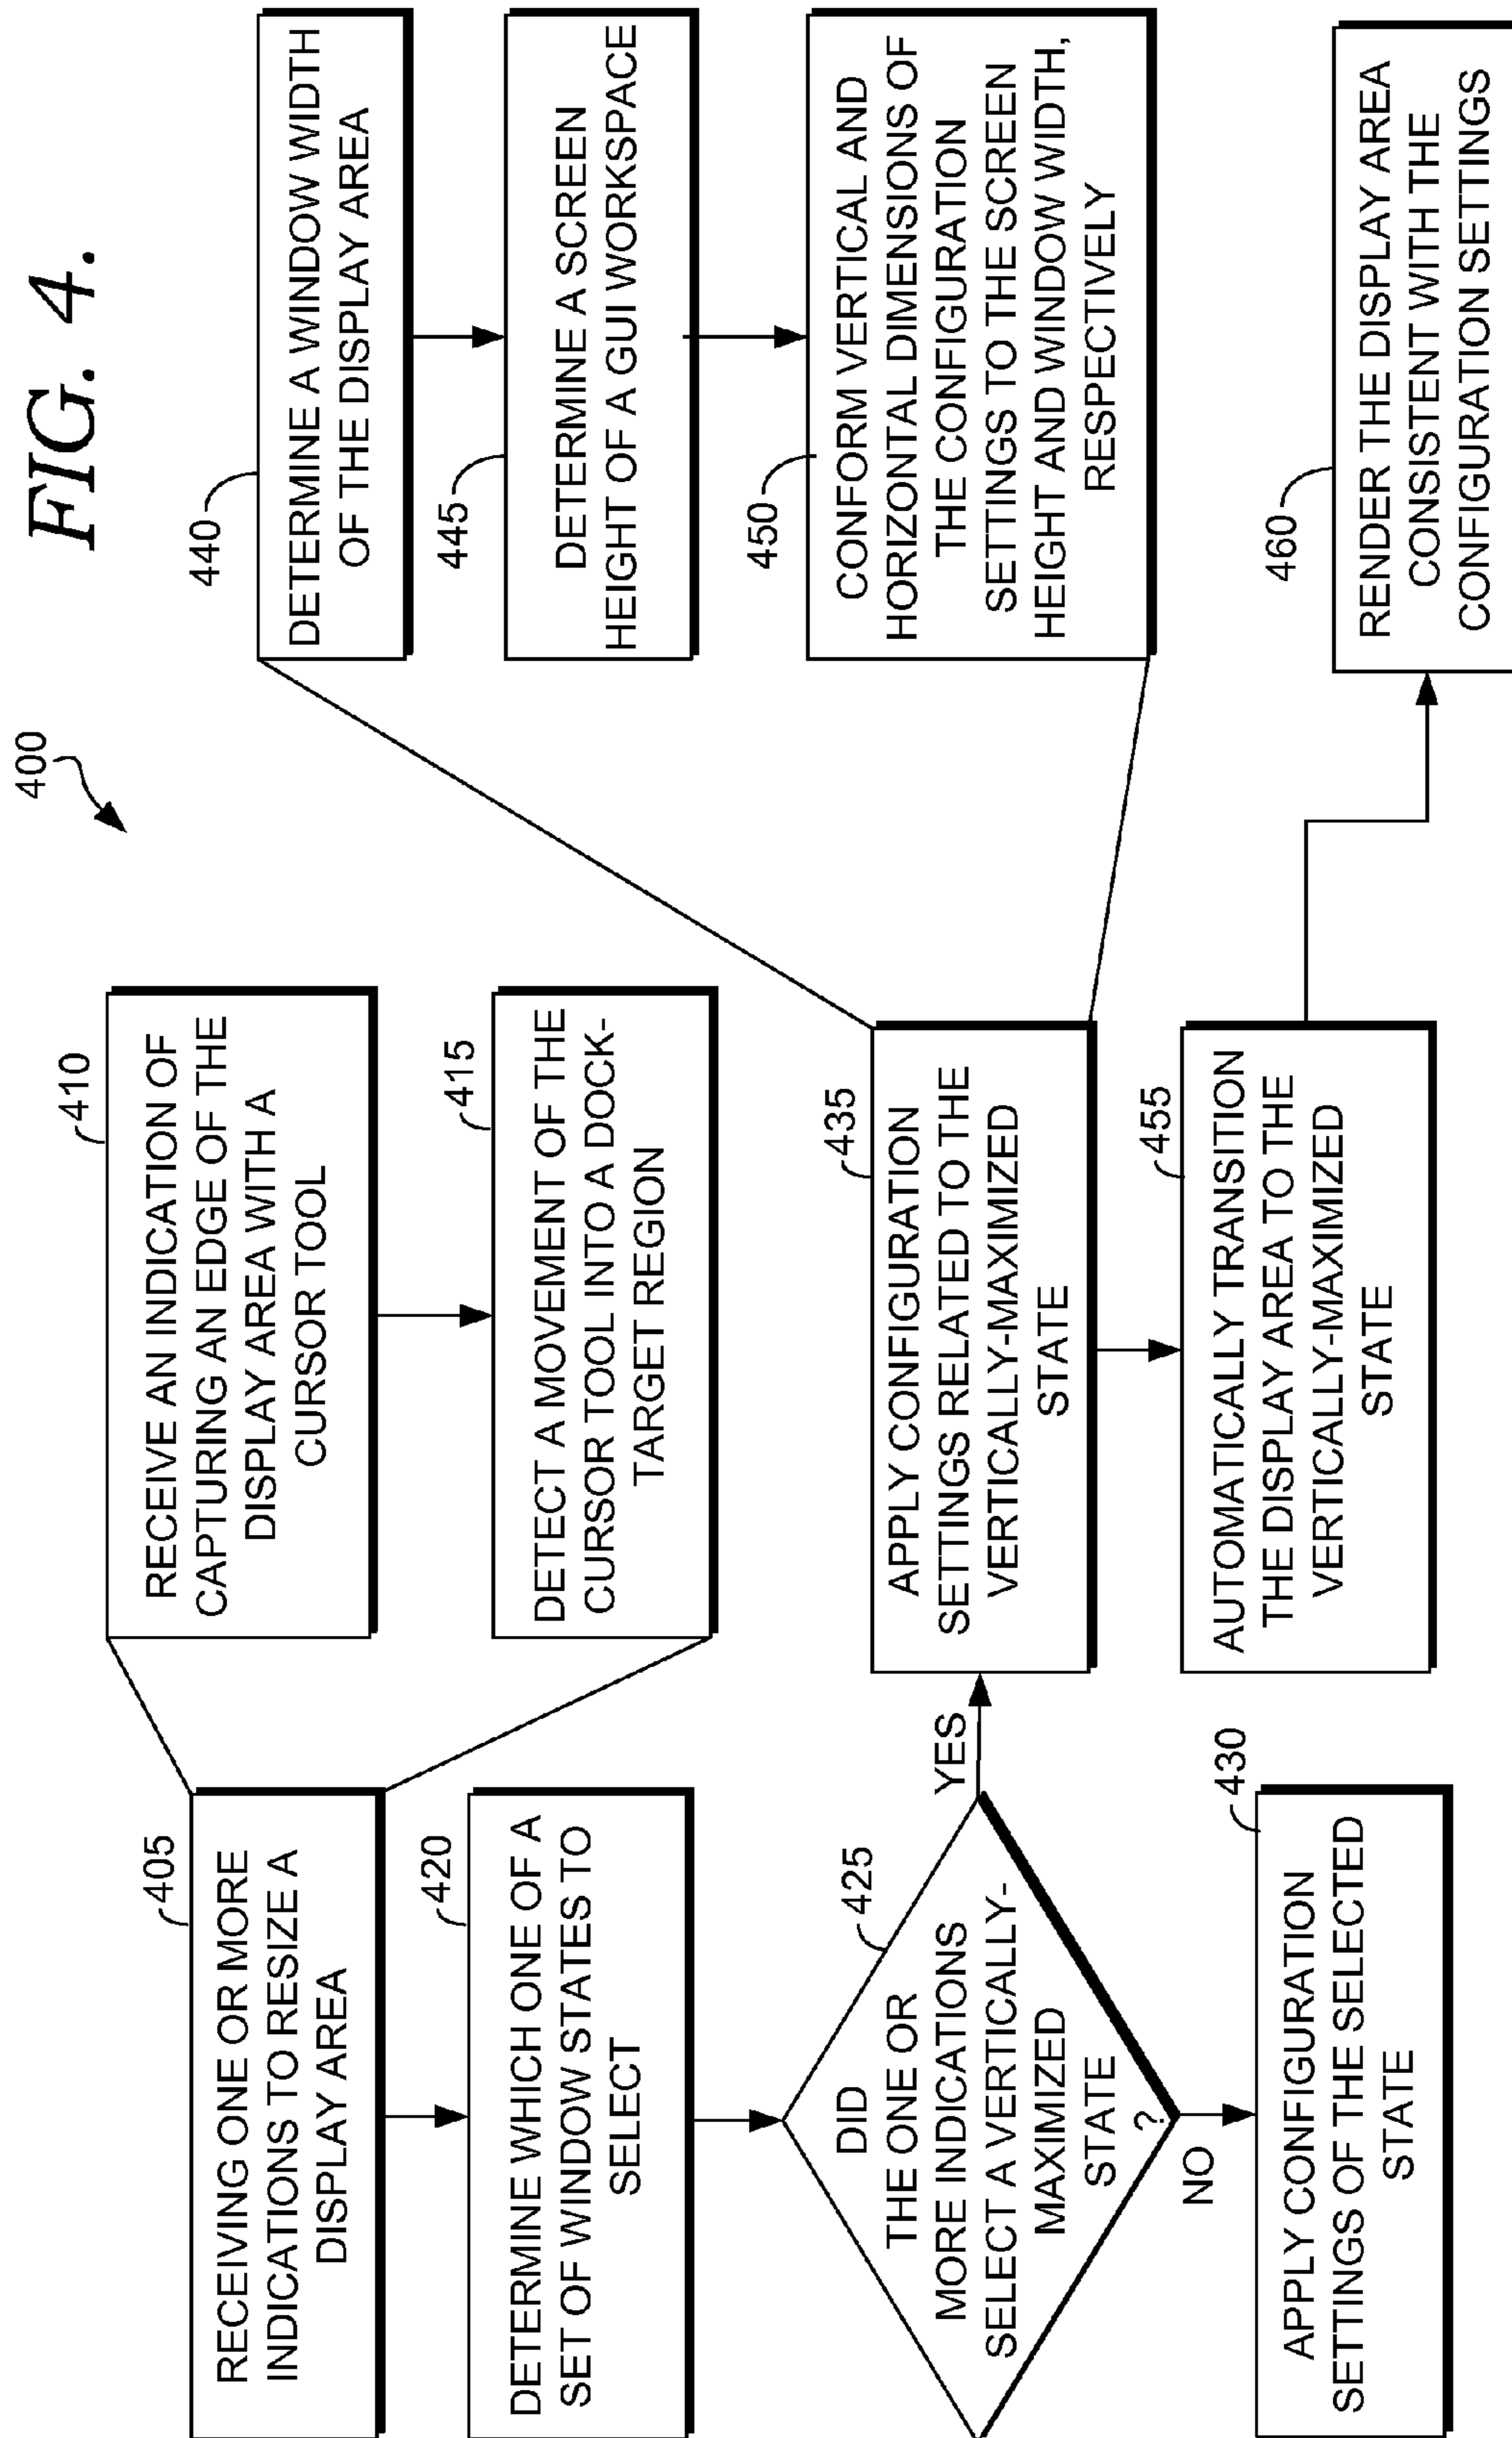 FIG. 4.
400
405
RECEIVING ONE OR MORE
INDICATIONS TO RESIZE A
DISPLAY AREA
410
RECEIVE AN INDICATION OF
CAPTURING AN EDGE OF THE
DISPLAY AREA WITH A
CURSOR TOOL
415
DETECT A MOVEMENT OF THE
CURSOR TOOL INTO A DOCK-
TARGET REGION
420
DETERMINE WHICH ONE OF A
SET OF WINDOW STATES TO
SELECT
425
DID
THE ONE OR
MORE INDICATIONS
SELECT A VERTICALLY-
MAXIMIZED
STATE
?
YES
NO
430
APPLY CONFIGURATION
SETTINGS OF THE SELECTED
STATE
435
APPLY CONFIGURATION
SETTINGS RELATED TO THE
VERTICALLY-MAXIMIZED
STATE
440
DETERMINE A WINDOW WIDTH
OF THE DISPLAY AREA
445
DETERMINE A SCREEN
HEIGHT OF A GUI WORKSPACE
450
CONFORM VERTICAL AND
HORIZONTAL DIMENSIONS OF
THE CONFIGURATION
SETTINGS TO THE SCREEN
HEIGHT AND WINDOW WIDTH,
RESPECTIVELY
455
AUTOMATICALLY TRANSITION
THE DISPLAY AREA TO THE
VERTICALLY-MAXIMIZED
STATE
460
RENDER THE DISPLAY AREA
CONSISTENT WITH THE
CONFIGURATION SETTINGS